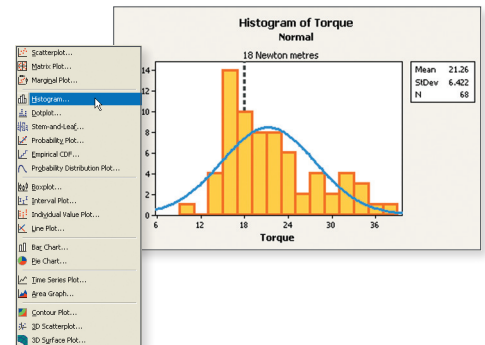 Histogram of Torque
Normal
18 Newton metres
Mean 21.26
StDev 6.422
N 68
14
12
10
8
6
4
2
0
6 12 18 24 30 36
Torque
Scatterplot...
Matrix Plot...
Marginal Plot...
Histogram...
Dotplot...
Stem-and-Leaf...
Probability Plot...
Empirical CDF...
Probability Distribution Plot...
Boxplot...
Interval Plot...
Individual Value Plot...
Line Plot...
Bar Chart...
Pie Chart...
Time Series Plot...
Area Graph...
Contour Plot...
3D Scatterplot...
3D Surface Plot...